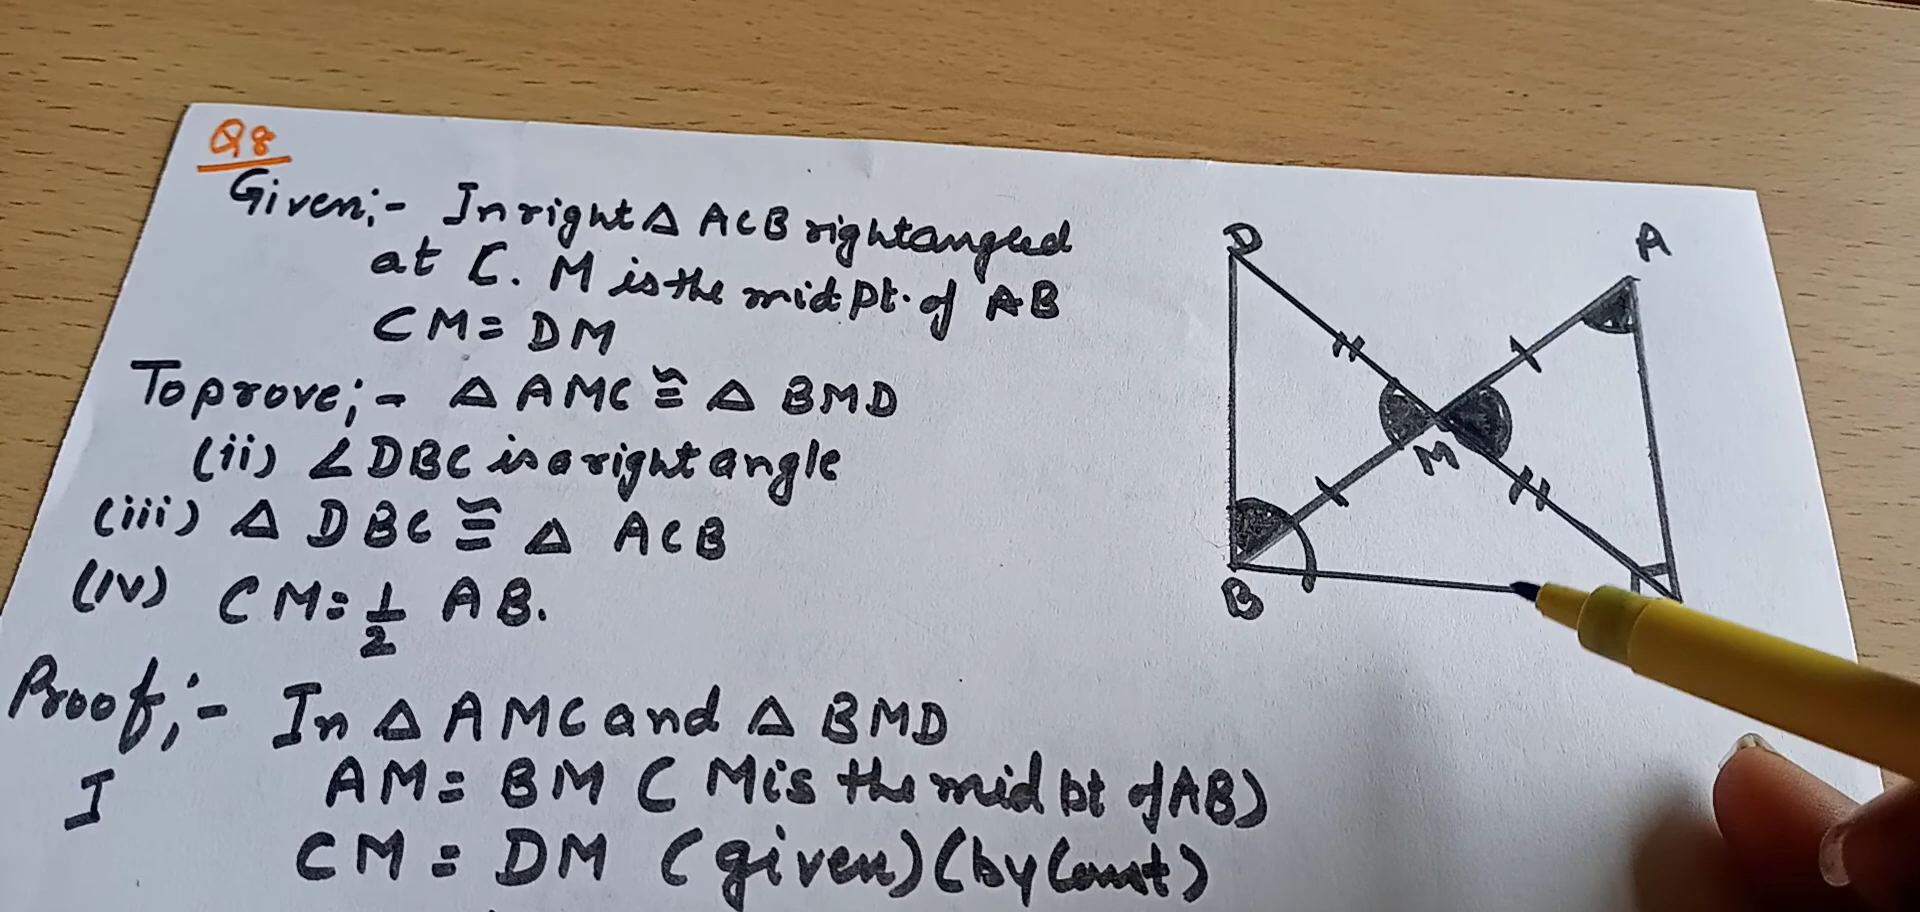 Q8
Given:- In right △ ACB rightangled
at C. M is the mid pt. of AB
CM = DM
To prove:- △ AMC ≅ △ BMD
(ii) ∠DBC is a right angle
(iii) △ DBC ≅ △ ACB
(iv) CM = 1/2 AB.
Proof:- In △ AMC and △ BMD
I AM = BM ( M is the mid pt of AB)
CM = DM (given) (by Const)
D A
M
B